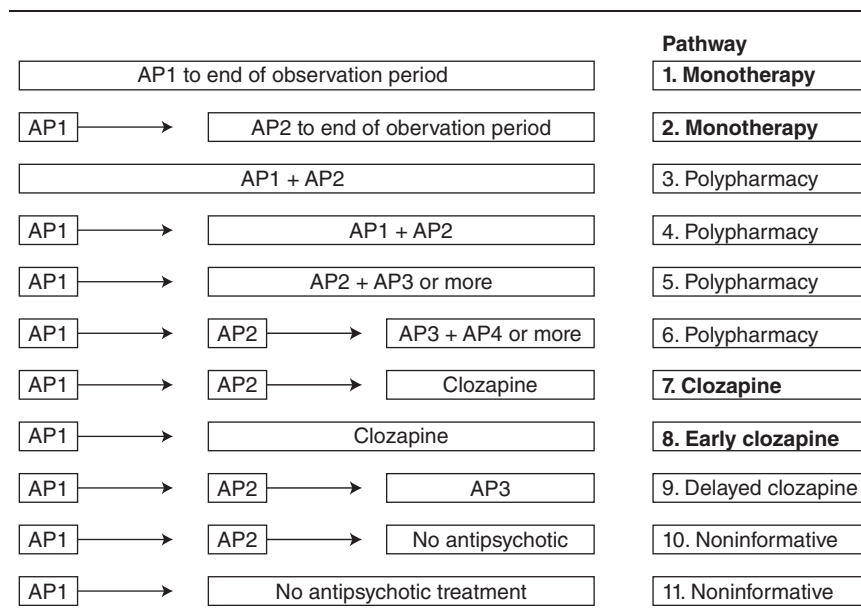 Pathway
AP1 to end of observation period 1. Monotherapy
AP1 AP2 to end of obervation period 2. Monotherapy
AP1 + AP2 3. Polypharmacy
AP1 AP1 + AP2 4. Polypharmacy
AP1 AP2 + AP3 or more 5. Polypharmacy
AP1 AP2 AP3 + AP4 or more 6. Polypharmacy
AP1 AP2 Clozapine 7. Clozapine
AP1 Clozapine 8. Early clozapine
AP1 AP2 AP3 9. Delayed clozapine
AP1 AP2 No antipsychotic 10. Noninformative
AP1 No antipsychotic treatment 11. Noninformative